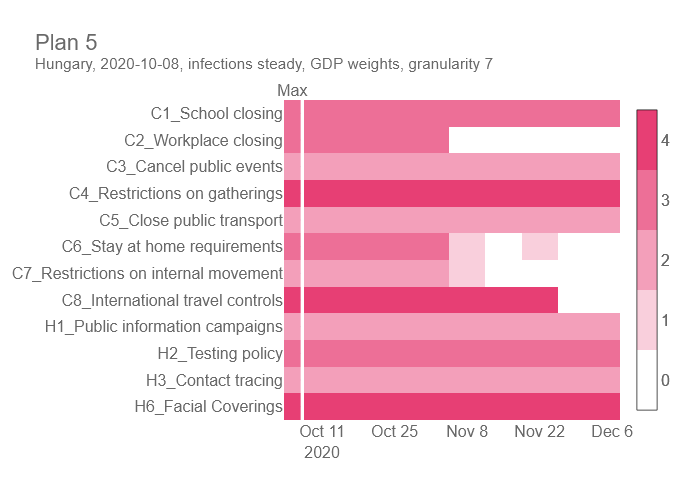 Plan 5
Hungary, 2020-10-08, infections steady, GDP weights, granularity 7
Max
C1_School closing
C2_Workplace closing
C3_Cancel public events
C4_Restrictions on gatherings
C5_Close public transport
C6_Stay at home requirements
C7_Restrictions on internal movement
C8_International travel controls
H1_Public information campaigns
H2_Testing policy
H3_Contact tracing
H6_Facial Coverings
4
3
2
1
0
Oct 11 Oct 25 Nov 8 Nov 22 Dec 6
2020